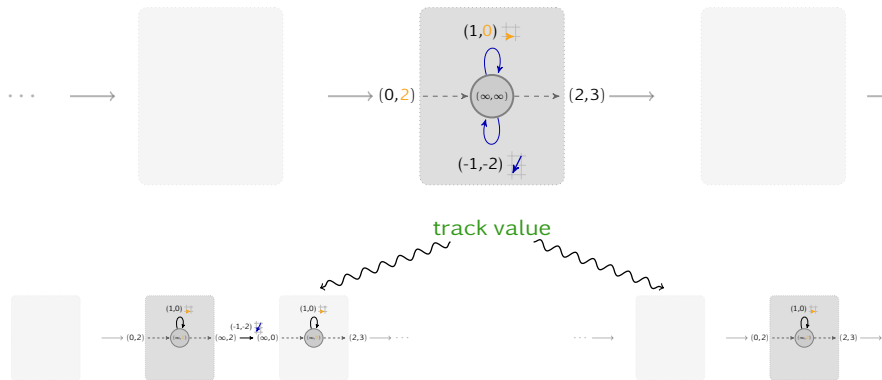 (1,0)
... (0,2) (∞,∞) (2,3)
(-1,-2)
track value
(1,0) (1,0) (1,0)
(-1,-2)
(0,2) (∞,2) (∞,0) (2,3) ... ... (0,2) (2,3)